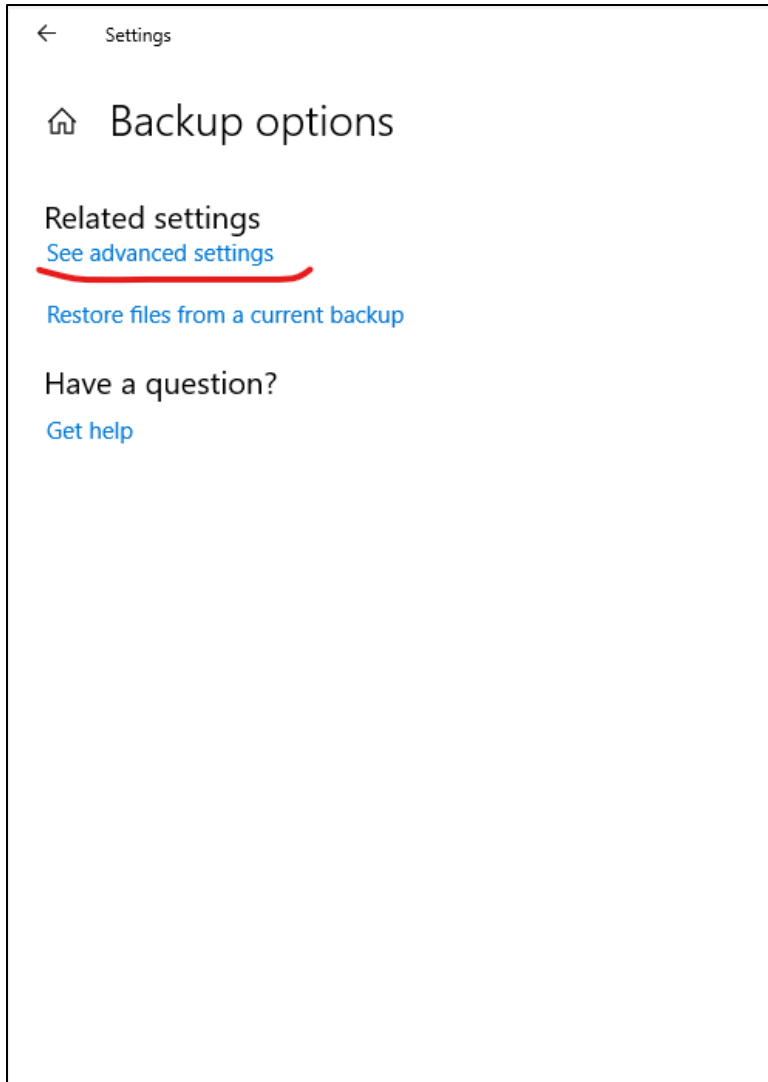 Settings
Backup options
Related settings
See advanced settings
Restore files from a current backup
Have a question?
Get help